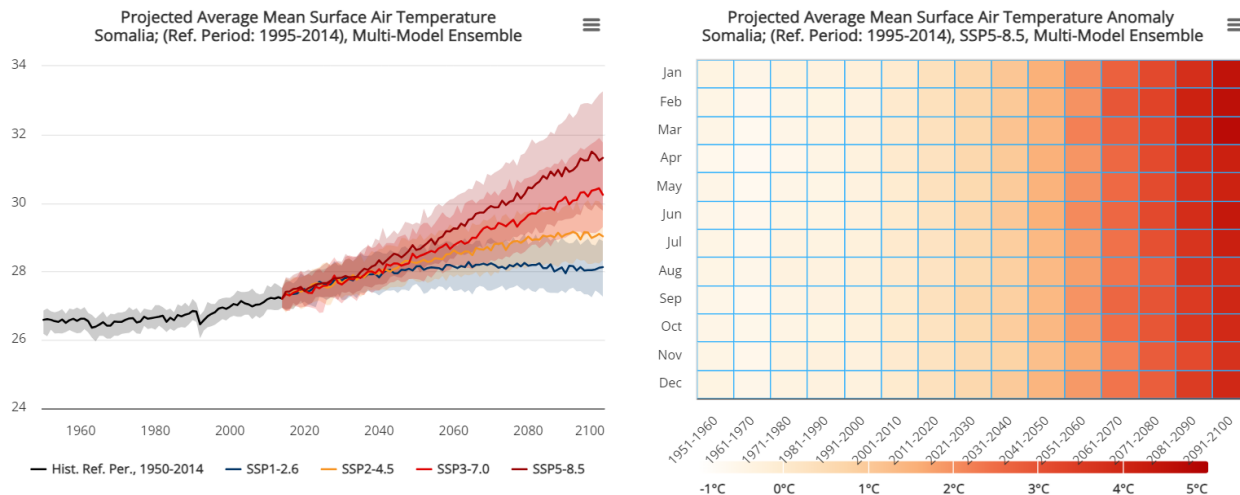 Projected Average Mean Surface Air Temperature
Somalia; (Ref. Period: 1995-2014), Multi-Model Ensemble
34
32
30
28
26
24
1960
1980
2000
2020
2040
2060
2080
2100
Hist. Ref. Per., 1950-2014
SSP1-2.6
SSP2-4.5
SSP3-7.0
SSP5-8.5
Projected Average Mean Surface Air Temperature Anomaly
Somalia; (Ref. Period: 1995-2014), SSP5-8.5, Multi-Model Ensemble
Jan
Feb
Mar
Apr
May
Jun
Jul
Aug
Sep
Oct
Nov
Dec
1951-1960
1961-1970
1971-1980
1981-1990
1991-2000
2001-2010
2011-2020
2021-2030
2031-2040
2041-2050
2051-2060
2061-2070
2071-2080
2081-2090
2091-2100
-1°C
0°C
1°C
2°C
3°C
4°C
5°C